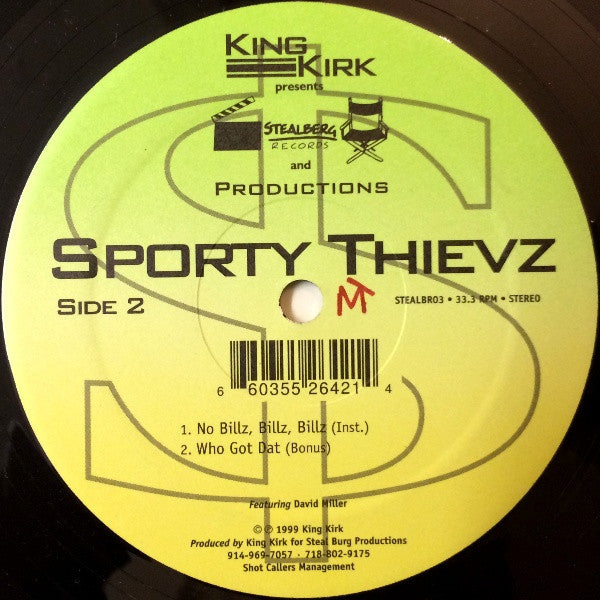 KING KIRK
presents
STEALBERG
RECORDS
and
PRODUCTIONS
SPORTY THIEVZ
SIDE 2
MT
STEALBR03 • 33.3 RPM • STEREO
6 60355 26421 4
1. No Billz, Billz, Billz (Inst.)
2. Who Got Dat (Bonus)
Featuring David Miller
© ℗ 1999 King Kirk
Produced by King Kirk for Steal Burg Productions
914-969-7057 · 718-802-9175
Shot Callers Management